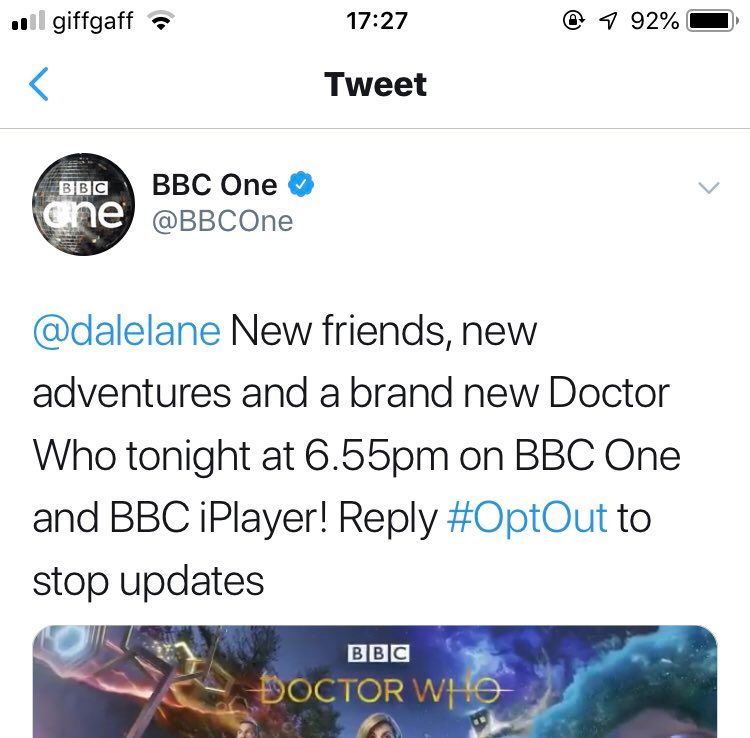 giffgaff 17:27 92%
Tweet
BBC
one
BBC One
@BBCOne
@dalelane New friends, new
adventures and a brand new Doctor
Who tonight at 6.55pm on BBC One
and BBC iPlayer! Reply #OptOut to
stop updates
BBC
DOCTOR WHO